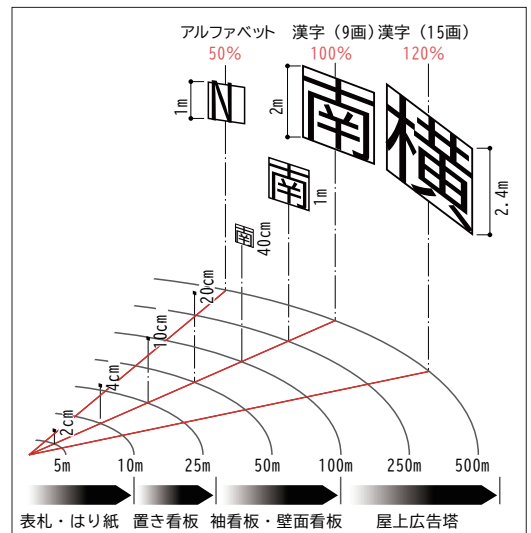 アルファベット 漢字（9画） 漢字（15画）
50% 100% 120%
1m
N
2m
南
横
2.4m
南
1m
南
40cm
20cm
10cm
4cm
2cm
5m 10m 25m 50m 100m 250m 500m
表札・はり紙 置き看板 袖看板・壁面看板 屋上広告塔